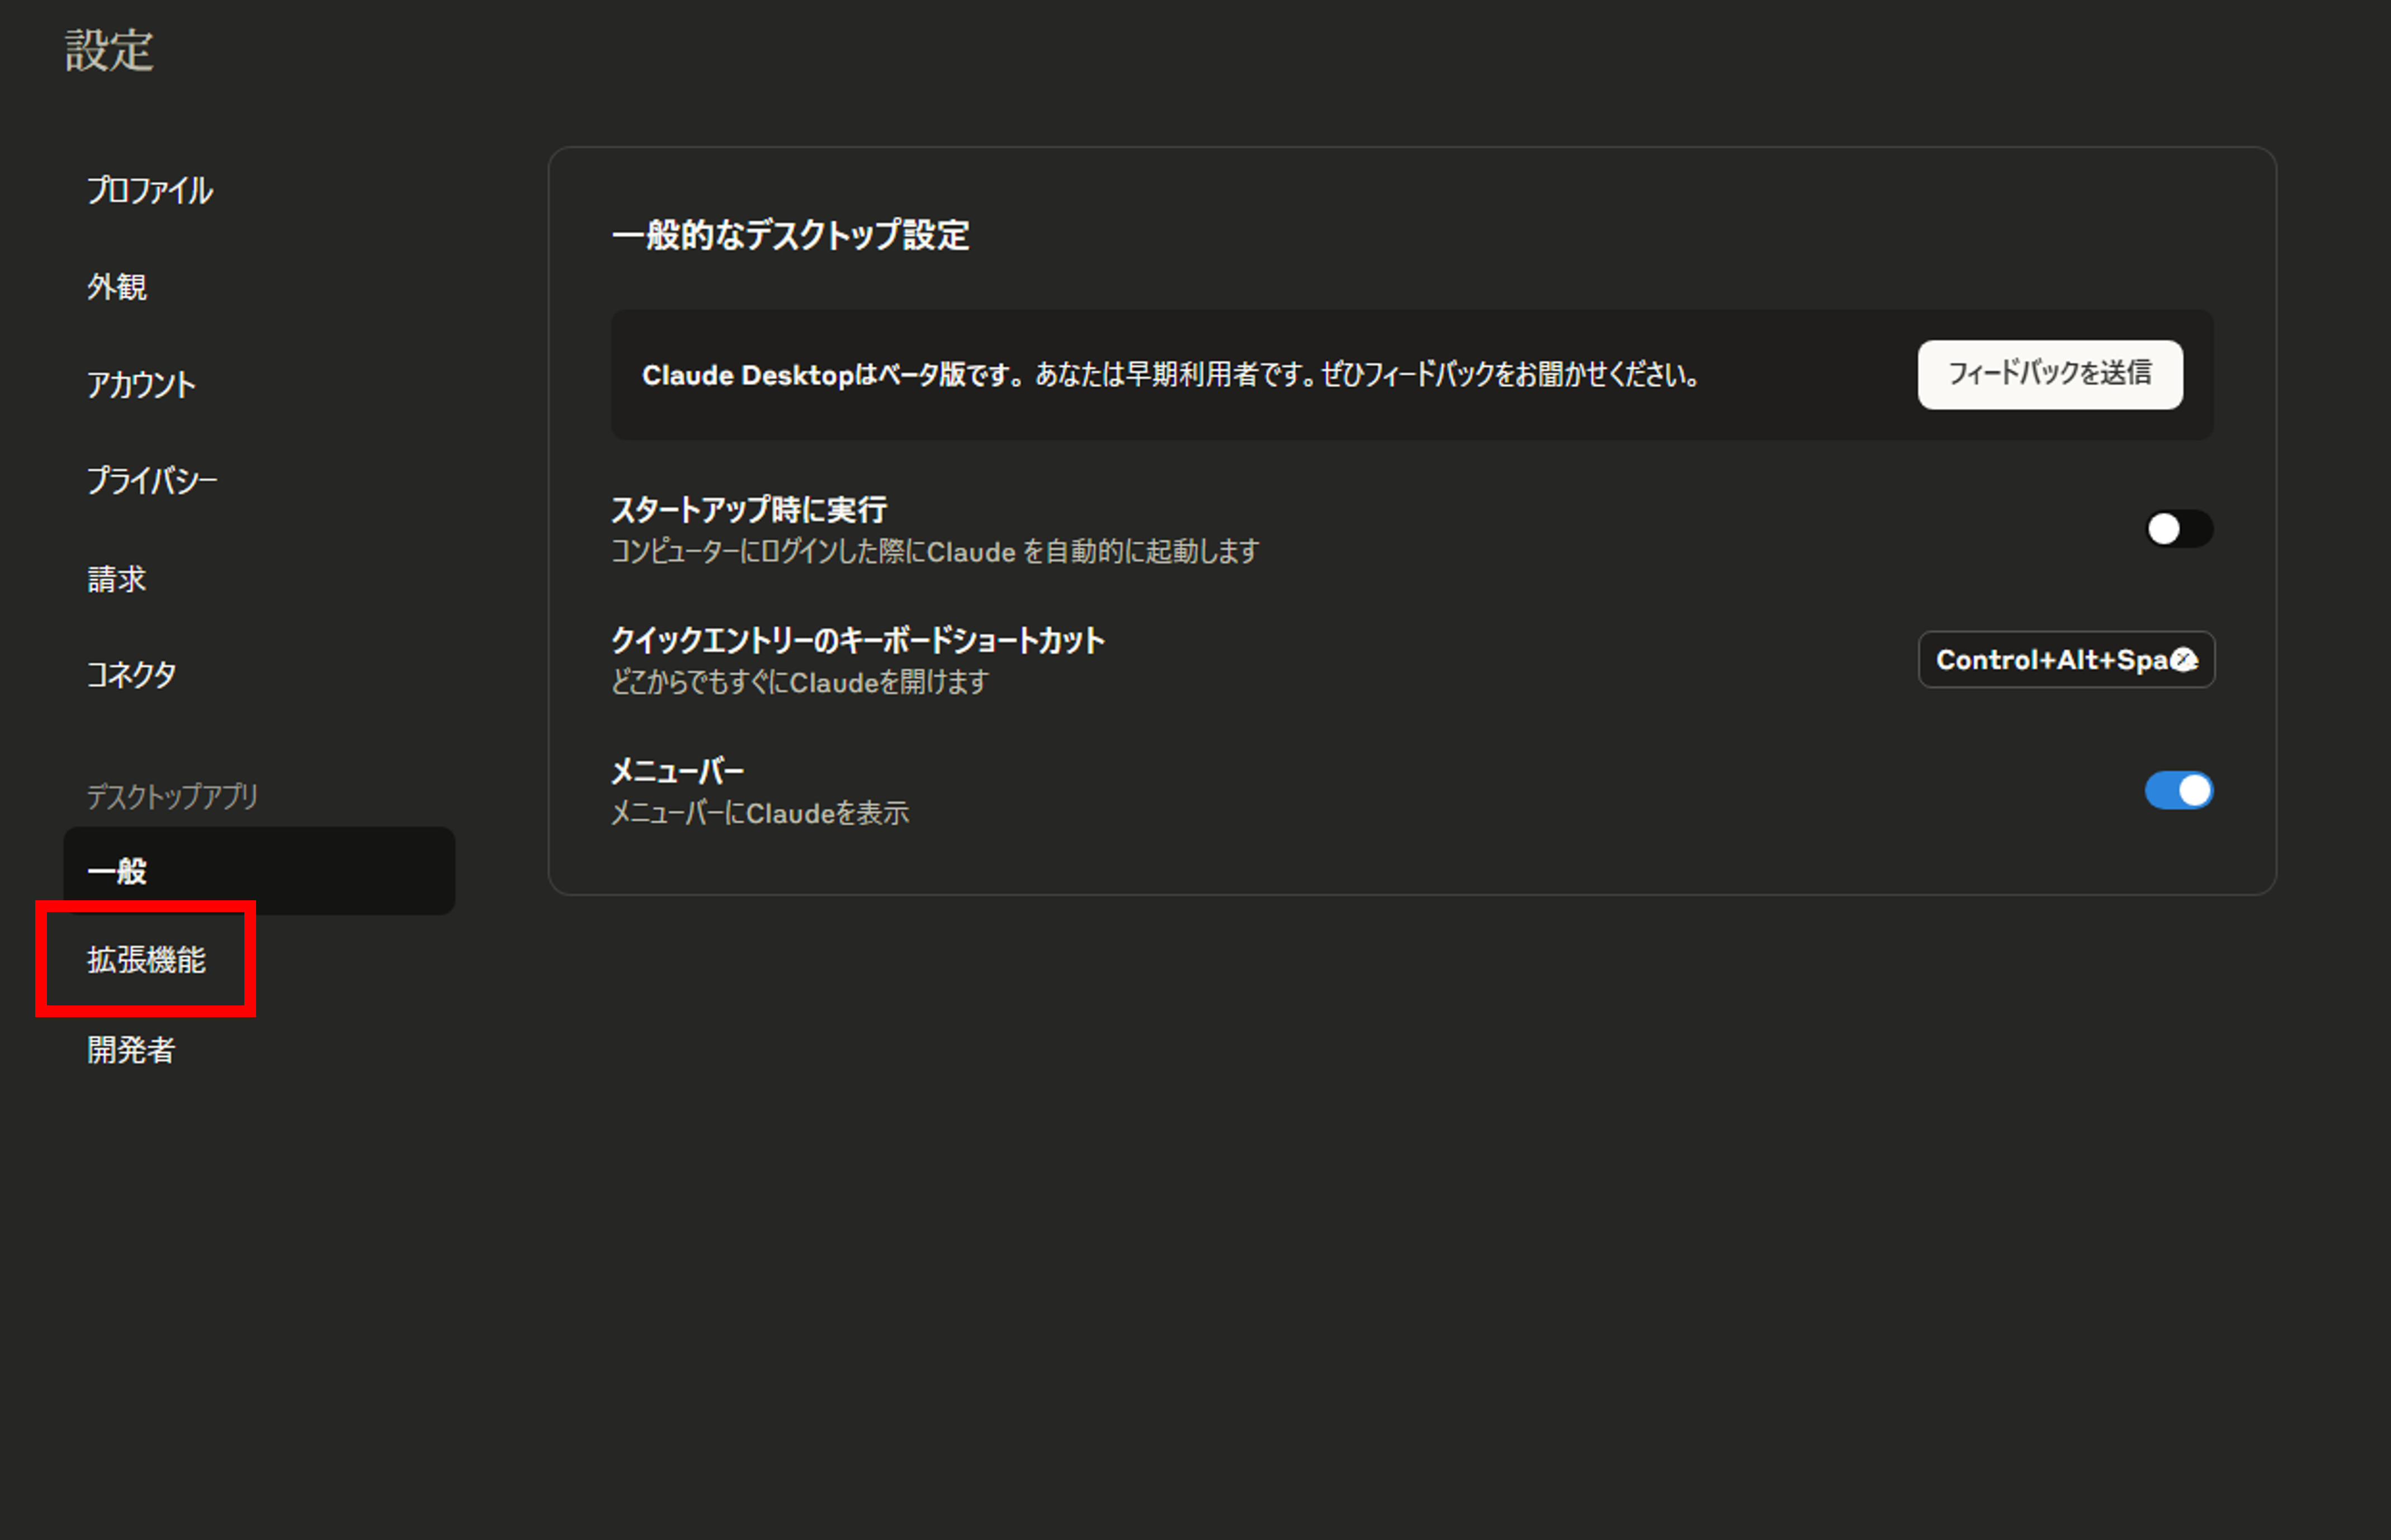 設定
プロファイル
外観
アカウント
プライバシー
請求
コネクタ
デスクトップアプリ
一般
拡張機能
開発者
一般的なデスクトップ設定
Claude Desktopはベータ版です。あなたは早期利用者です。ぜひフィードバックをお聞かせください。
フィードバックを送信
スタートアップ時に実行
コンピューターにログインした際にClaude を自動的に起動します
クイックエントリーのキーボードショートカット
どこからでもすぐにClaudeを開けます
Control+Alt+Spa
メニューバー
メニューバーにClaudeを表示